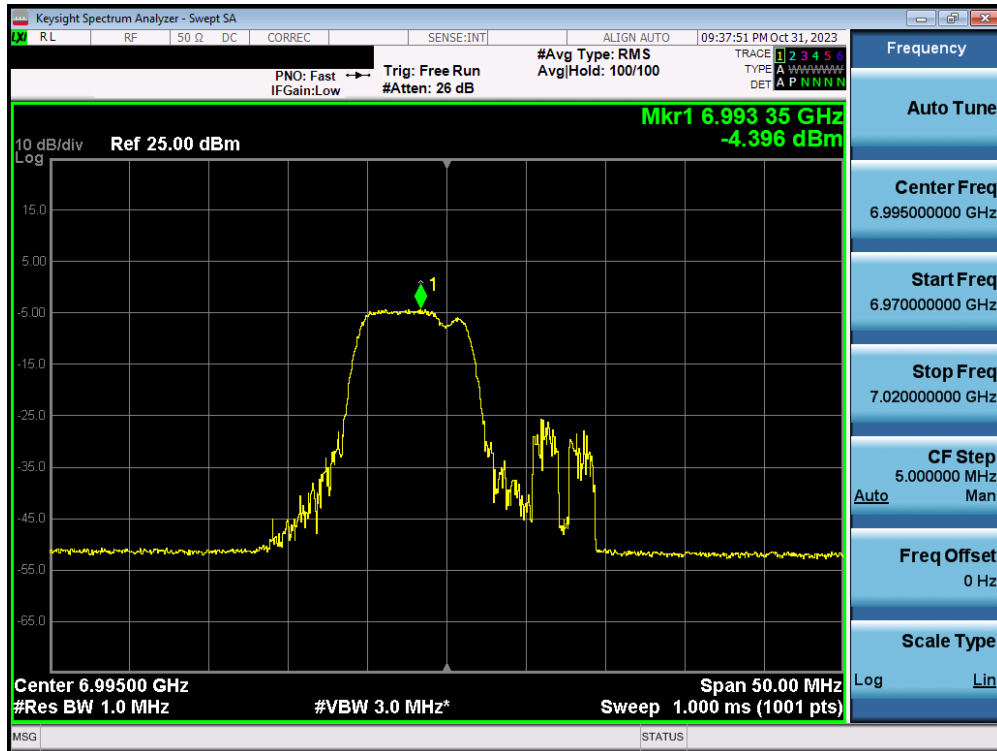 Keysight Spectrum Analyzer - Swept SA
LXI RL RF 50 Ω DC CORREC SENSE:INT ALIGN AUTO 09:37:51 PM Oct 31, 2023
Frequency
PNO: Fast
IFGain:Low
Trig: Free Run
#Atten: 26 dB
#Avg Type: RMS
Avg|Hold: 100/100
TRACE 1 2 3 4 5 6
TYPE A WWWWW
DET A P N N N N
Mkr1 6.993 35 GHz
-4.396 dBm
10 dB/div Ref 25.00 dBm
Log
15.0
5.00
-5.00
-15.0
-25.0
-35.0
-45.0
-55.0
-65.0
1
Center 6.99500 GHz Span 50.00 MHz
#Res BW 1.0 MHz #VBW 3.0 MHz* Sweep 1.000 ms (1001 pts)
Auto Tune
Center Freq
6.995000000 GHz
Start Freq
6.970000000 GHz
Stop Freq
7.020000000 GHz
CF Step
5.000000 MHz
Auto Man
Freq Offset
0 Hz
Scale Type
Log Lin
MSG STATUS